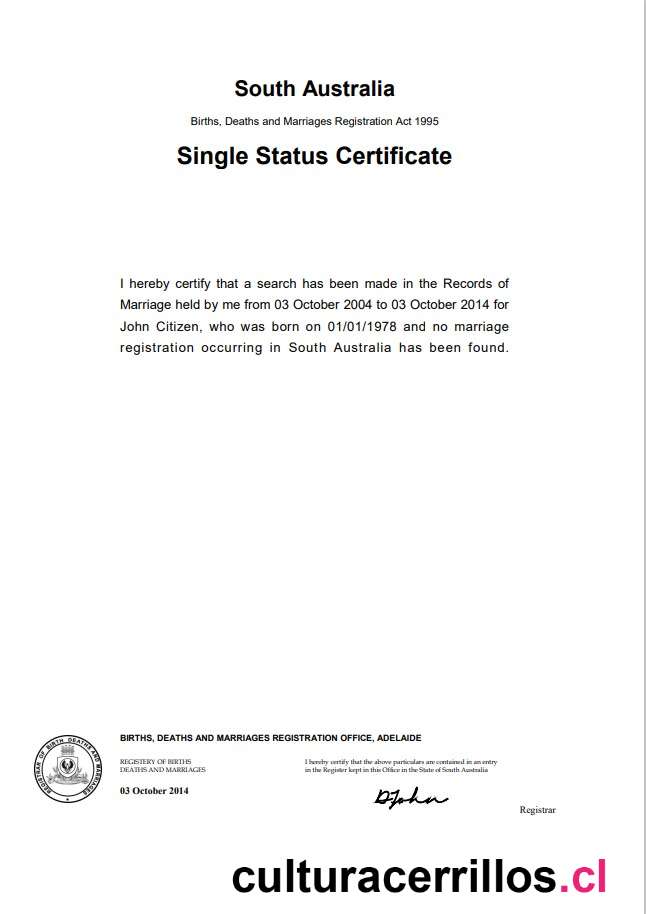 South Australia
Births, Deaths and Marriages Registration Act 1995
Single Status Certificate
I hereby certify that a search has been made in the Records of
Marriage held by me from 03 October 2004 to 03 October 2014 for
John Citizen, who was born on 01/01/1978 and no marriage
registration occurring in South Australia has been found.
BIRTHS, DEATHS AND MARRIAGES REGISTRATION OFFICE, ADELAIDE
REGISTRAR OF BIRTH DEATHS AND MARRIAGES
REGISTERY OF BIRTHS
DEATHS AND MARRIAGES
I hereby certify that the above particulars are contained in an entry
in the Register kept in this Office in the State of South Australia
03 October 2014
DJohn
Registrar
culturacerrillos.cl